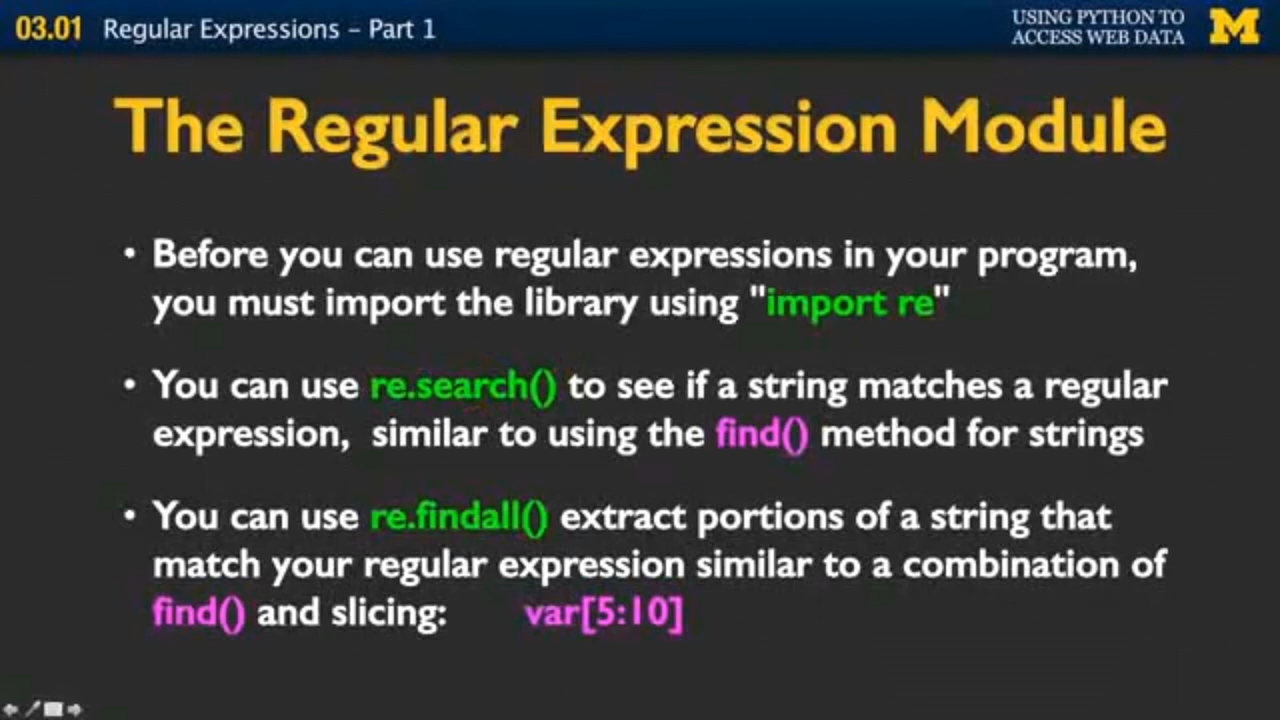 03.01 Regular Expressions – Part 1
USING PYTHON TO
ACCESS WEB DATA
M
The Regular Expression Module
• Before you can use regular expressions in your program,
you must import the library using "import re"
• You can use re.search() to see if a string matches a regular
expression, similar to using the find() method for strings
• You can use re.findall() extract portions of a string that
match your regular expression similar to a combination of
find() and slicing: var[5:10]